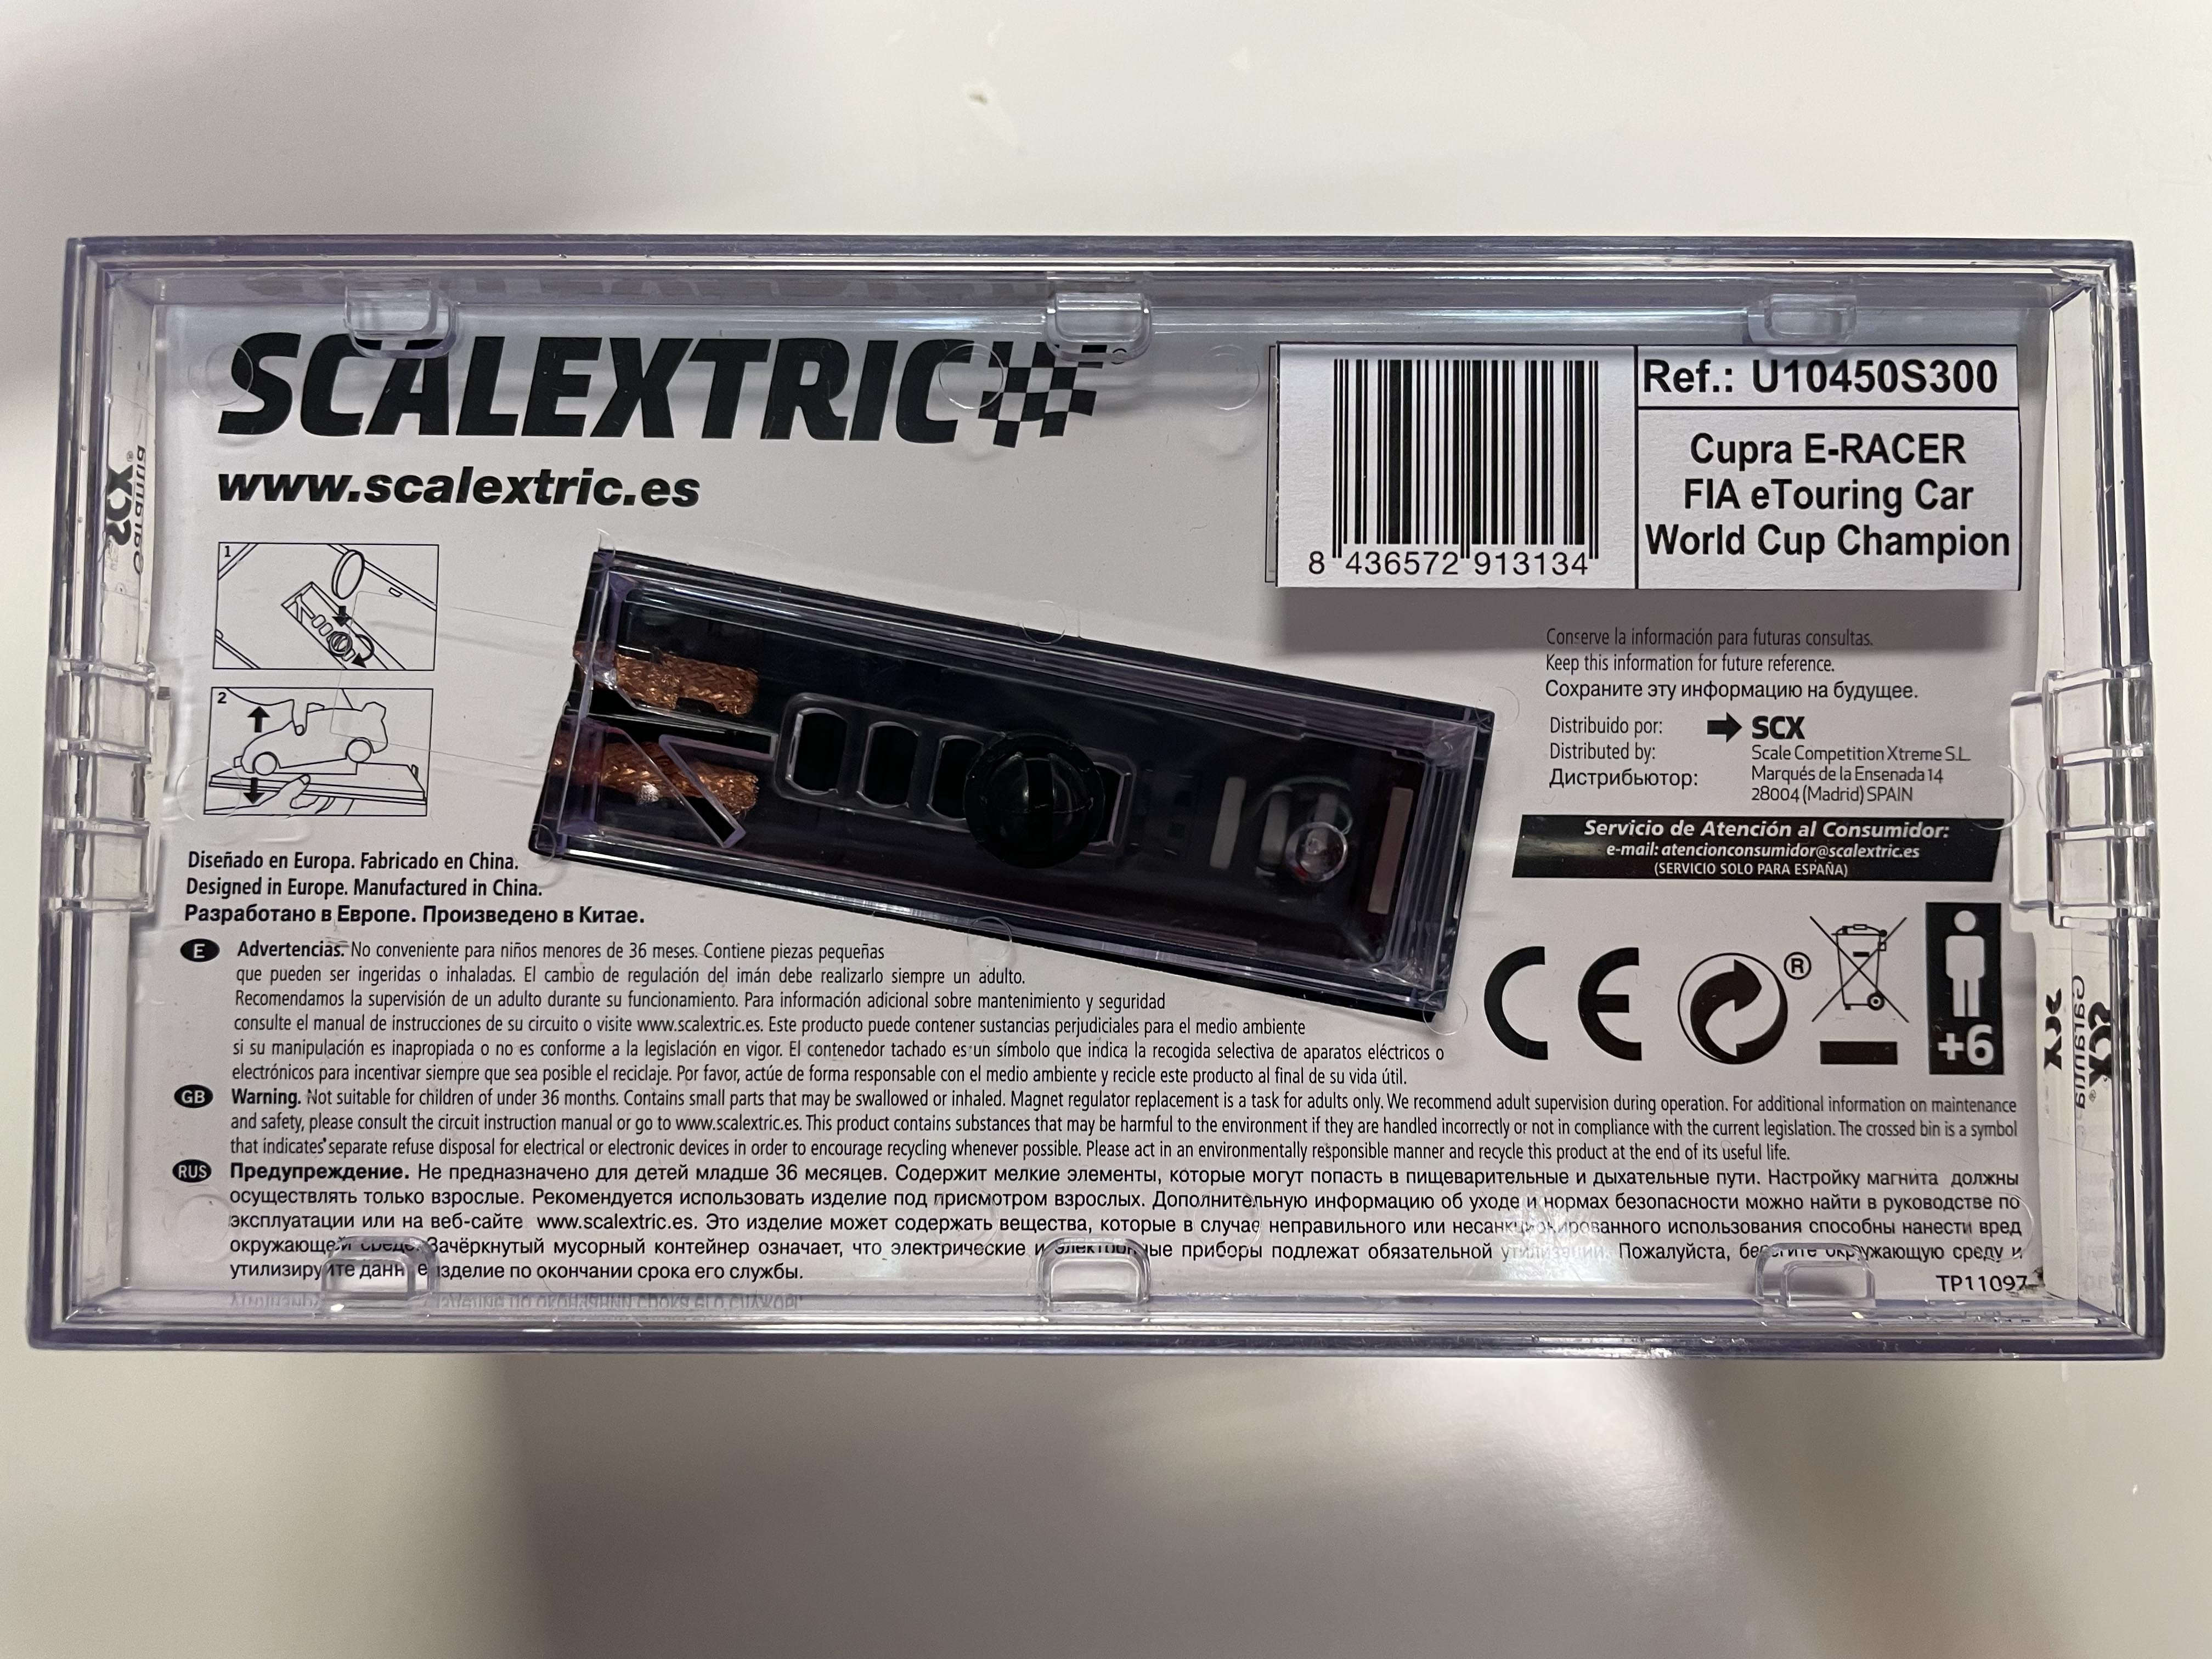 SCALEXTRIC
www.scalextric.es
1
2
8 436572 913134
Ref.: U10450S300
Cupra E-RACER
FIA eTouring Car
World Cup Champion
Conserve la información para futuras consultas.
Keep this information for future reference.
Сохраните эту информацию на будущее.
Distribuido por:
Distributed by:
Дистрибьютор:
SCX
Scale Competition Xtreme S.L.
Marqués de la Ensenada 14
28004 (Madrid) SPAIN
Servicio de Atención al Consumidor:
e-mail: atencionconsumidor@scalextric.es
(SERVICIO SOLO PARA ESPAÑA)
Diseñado en Europa. Fabricado en China.
Designed in Europe. Manufactured in China.
Разработано в Европе. Произведено в Китае.
CE
®
+6
E Advertencias. No conveniente para niños menores de 36 meses. Contiene piezas pequeñas
que pueden ser ingeridas o inhaladas. El cambio de regulación del imán debe realizarlo siempre un adulto.
Recomendamos la supervisión de un adulto durante su funcionamiento. Para información adicional sobre mantenimiento y seguridad
consulte el manual de instrucciones de su circuito o visite www.scalextric.es. Este producto puede contener sustancias perjudiciales para el medio ambiente
si su manipulación es inapropiada o no es conforme a la legislación en vigor. El contenedor tachado es un símbolo que indica la recogida selectiva de aparatos eléctricos o
electrónicos para incentivar siempre que sea posible el reciclaje. Por favor, actúe de forma responsable con el medio ambiente y recicle este producto al final de su vida útil.
GB Warning. Not suitable for children of under 36 months. Contains small parts that may be swallowed or inhaled. Magnet regulator replacement is a task for adults only. We recommend adult supervision during operation. For additional information on maintenance
and safety, please consult the circuit instruction manual or go to www.scalextric.es. This product contains substances that may be harmful to the environment if they are handled incorrectly or not in compliance with the current legislation. The crossed bin is a symbol
that indicates separate refuse disposal for electrical or electronic devices in order to encourage recycling whenever possible. Please act in an environmentally responsible manner and recycle this product at the end of its useful life.
RUS Предупреждение. Не предназначено для детей младше 36 месяцев. Содержит мелкие элементы, которые могут попасть в пищеварительные и дыхательные пути. Настройку магнита должны
осуществлять только взрослые. Рекомендуется использовать изделие под присмотром взрослых. Дополнительную информацию об уходе и нормах безопасности можно найти в руководстве по
эксплуатации или на веб-сайте www.scalextric.es. Это изделие может содержать вещества, которые в случае неправильного или несанкционированного использования способны нанести вред
окружающей среде. Зачёркнутый мусорный контейнер означает, что электрические и электронные приборы подлежат обязательной утилизации. Пожалуйста, берегите окружающую среду и
утилизируйте данное изделие по окончании срока его службы.
TP11097
SCX
Garantía